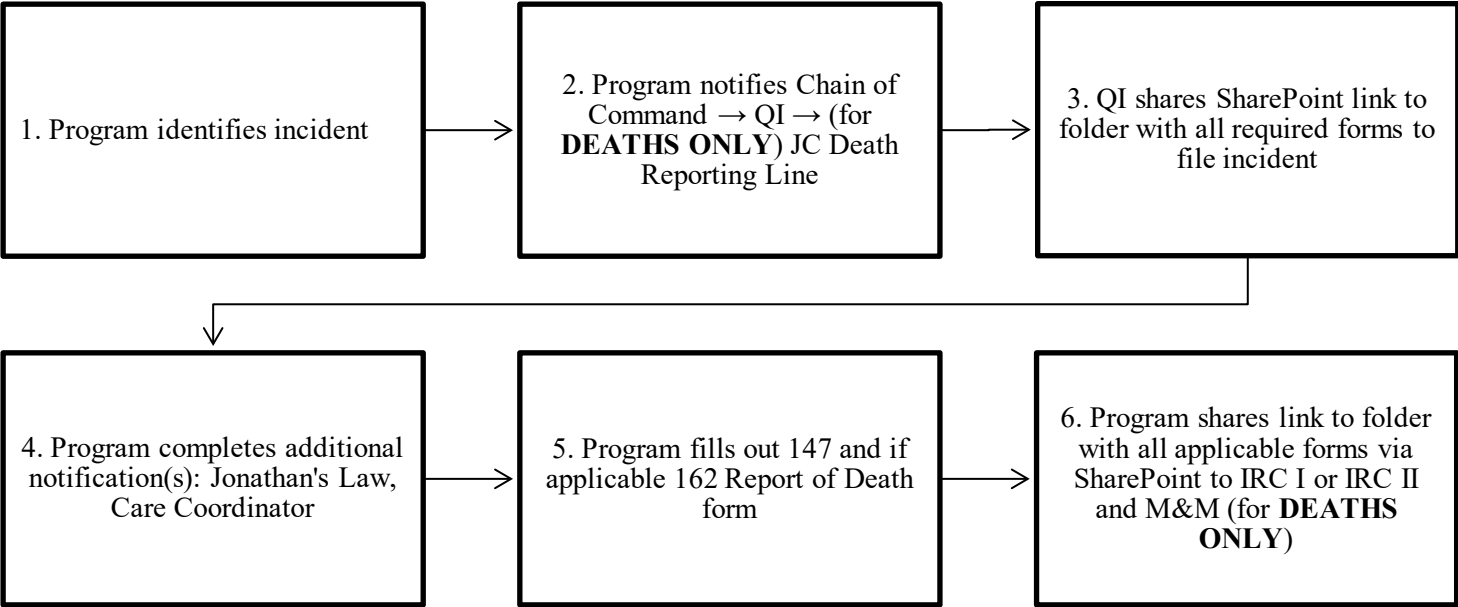 1. Program identifies incident
2. Program notifies Chain of
Command → QI → (for
DEATHS ONLY) JC Death
Reporting Line
3. QI shares SharePoint link to
folder with all required forms to
file incident
4. Program completes additional
notification(s): Jonathan's Law,
Care Coordinator
5. Program fills out 147 and if
applicable 162 Report of Death
form
6. Program shares link to folder
with all applicable forms via
SharePoint to IRC I or IRC II
and M&M (for DEATHS
ONLY)